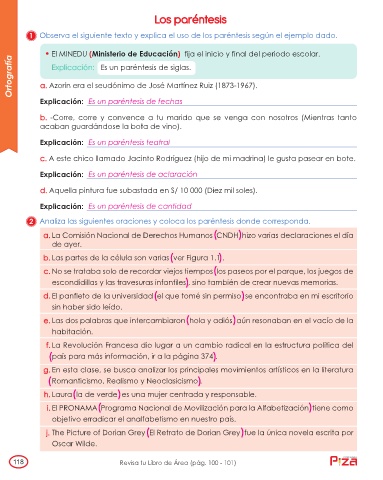 Los paréntesis
1 Observa el siguiente texto y explica el uso de los paréntesis según el ejemplo dado.
Ortografía
• El MINEDU (Ministerio de Educación) fija el inicio y final del periodo escolar.
Explicación: Es un paréntesis de siglas.
a. Azorín era el seudónimo de José Martínez Ruiz (1873-1967).
Explicación: Es un paréntesis de fechas
b. -Corre, corre y convence a tu marido que se venga con nosotros (Mientras tanto
acaban guardándose la bota de vino).
Explicación: Es un paréntesis teatral
c. A este chico llamado Jacinto Rodríguez (hijo de mi madrina) le gusta pasear en bote.
Explicación: Es un paréntesis de aclaración
d. Aquella pintura fue subastada en S/ 10 000 (Diez mil soles).
Explicación: Es un paréntesis de cantidad
2 Analiza las siguientes oraciones y coloca los paréntesis donde corresponda.
a. La Comisión Nacional de Derechos Humanos (CNDH) hizo varias declaraciones el día
de ayer.
b. Las partes de la célula son varias (ver Figura 1.1).
c. No se trataba solo de recordar viejos tiempos (los paseos por el parque, los juegos de
escondidillas y las travesuras infantiles), sino también de crear nuevas memorias.
d. El panfleto de la universidad (el que tomé sin permiso) se encontraba en mi escritorio
sin haber sido leído.
e. Las dos palabras que intercambiaron (hola y adiós) aún resonaban en el vacío de la
habitación.
f. La Revolución Francesa dio lugar a un cambio radical en la estructura política del
(país para más información, ir a la página 374).
g. En esta clase, se busca analizar los principales movimientos artísticos en la literatura
(Romanticismo, Realismo y Neoclasicismo).
h. Laura (la de verde) es una mujer centrada y responsable.
i. El PRONAMA (Programa Nacional de Movilización para la Alfabetización) tiene como
objetivo erradicar el analfabetismo en nuestro país.
j. The Picture of Dorian Grey (El Retrato de Dorian Grey) fue la única novela escrita por
Oscar Wilde.
118
Revisa tu Libro de Área (pág. 100 - 101)